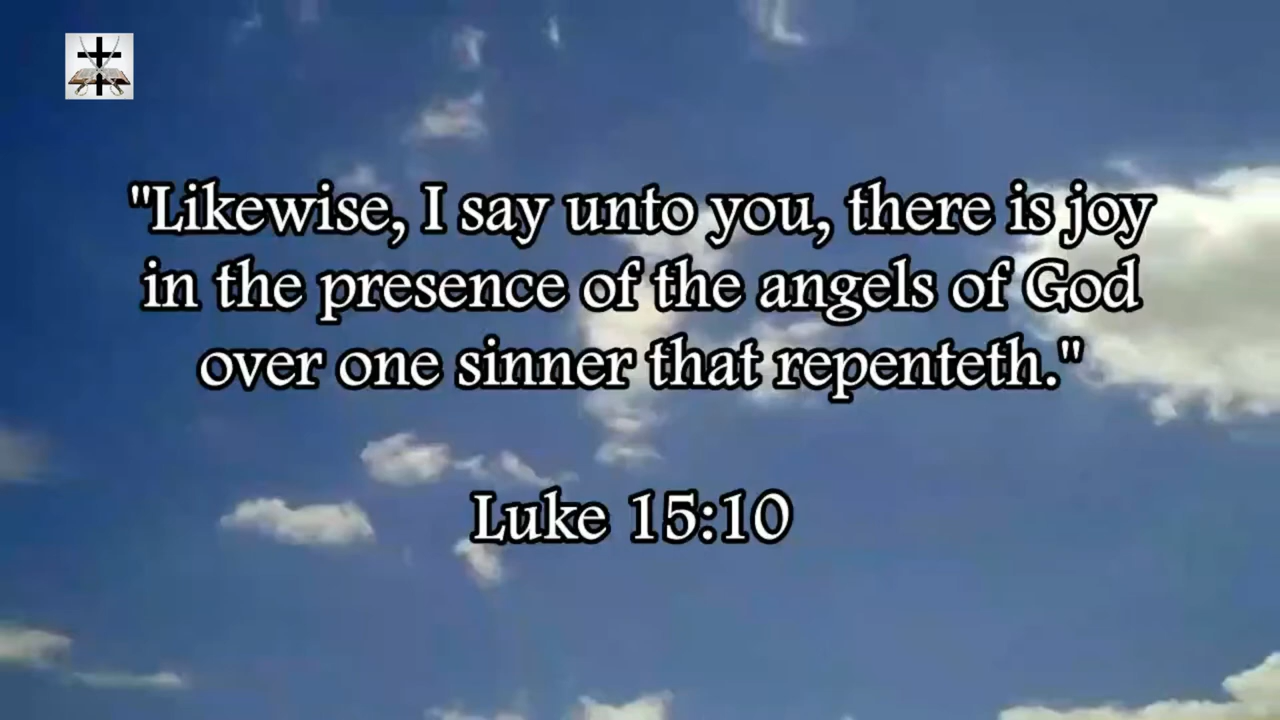 "Likewise, I say unto you, there is joy
in the presence of the angels of God
over one sinner that repenteth."
Luke 15:10